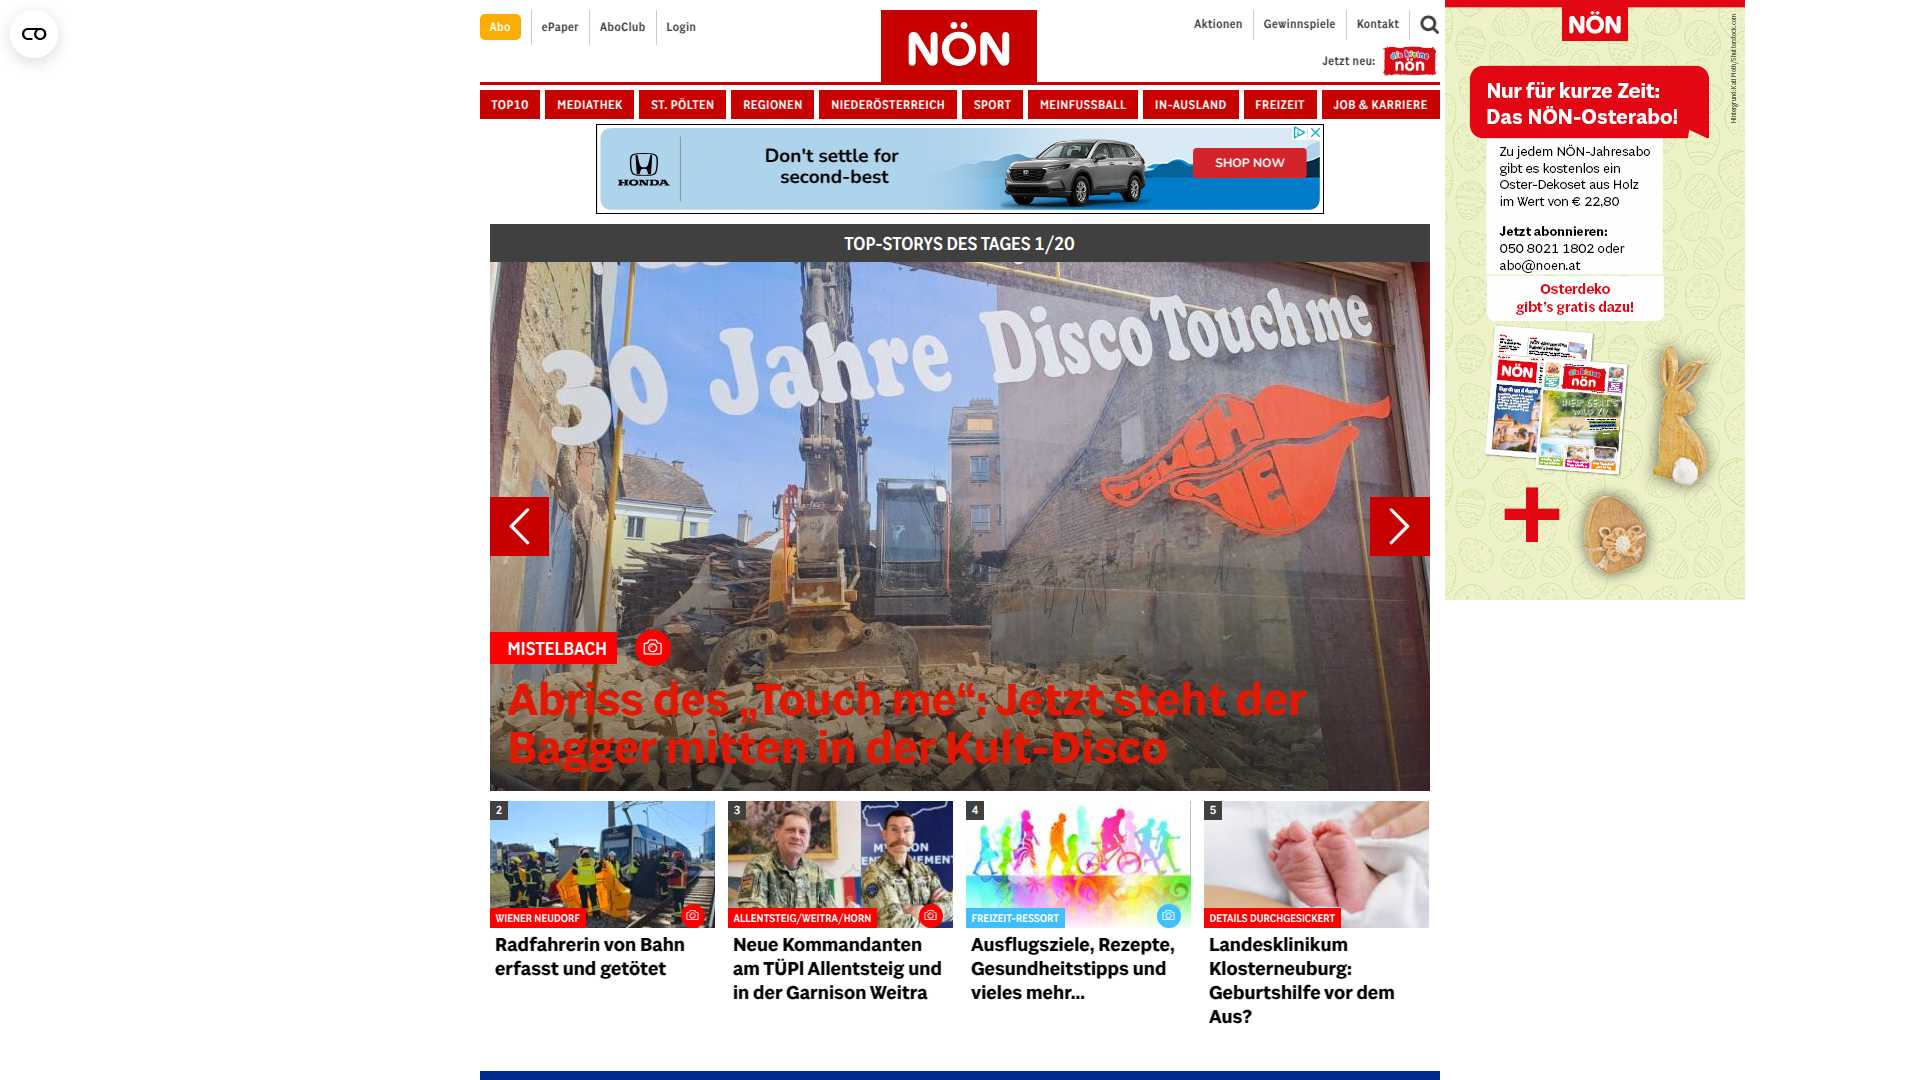 Abo
ePaper
AboClub
Login
NÖN
Aktionen
Gewinnspiele
Kontakt
Jetzt neu:
die kleine
nön
TOP10
MEDIATHEK
ST. PÖLTEN
REGIONEN
NIEDERÖSTERREICH
SPORT
MEINFUSSBALL
IN-AUSLAND
FREIZEIT
JOB & KARRIERE
HONDA
Don't settle for
second-best
SHOP NOW
TOP-STORYS DES TAGES 1/20
30 Jahre Disco Touchme
TOUCH
ME
MISTELBACH
Abriss des „Touch me“: Jetzt steht der
Bagger mitten in der Kult-Disco
2
WIENER NEUDORF
Radfahrerin von Bahn
erfasst und getötet
3
ALLENTSTEIG/WEITRA/HORN
Neue Kommandanten
am TÜPl Allentsteig und
in der Garnison Weitra
4
FREIZEIT-RESSORT
Ausflugsziele, Rezepte,
Gesundheitstipps und
vieles mehr...
5
DETAILS DURCHGESICKERT
Landesklinikum
Klosterneuburg:
Geburtshilfe vor dem
Aus?
NÖN
Nur für kurze Zeit:
Das NÖN-Osterabo!
Zu jedem NÖN-Jahresabo
gibt es kostenlos ein
Oster-Dekoset aus Holz
im Wert von € 22,80
Jetzt abonnieren:
050 8021 1802 oder
abo@noen.at
Osterdeko
gibt's gratis dazu!
NÖN
nön
+